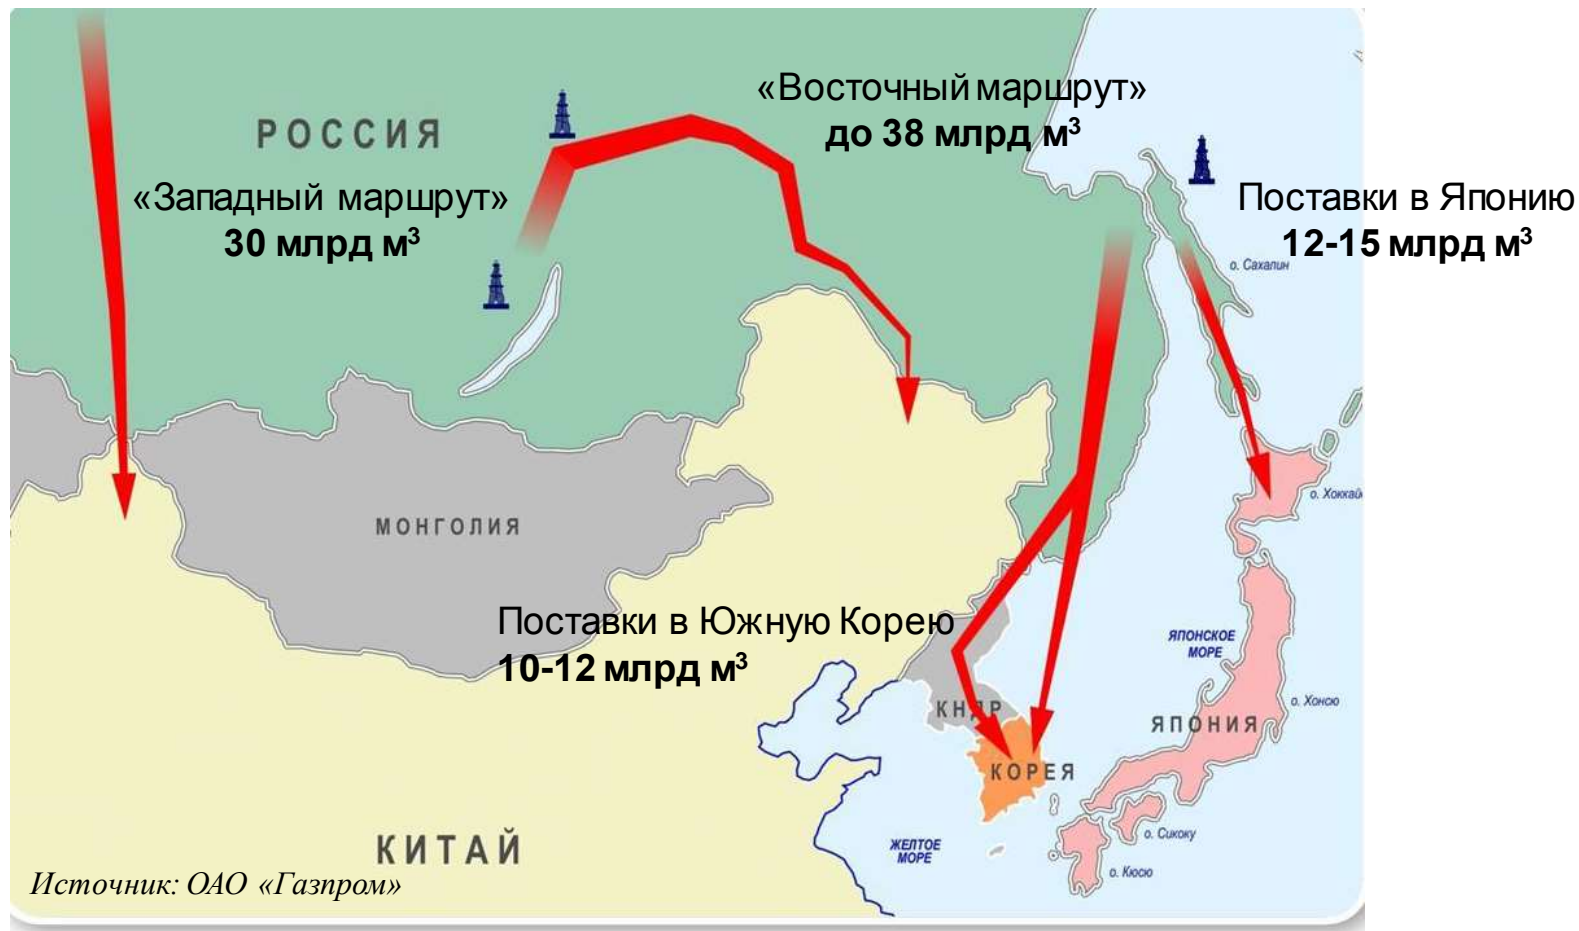 «Восточный маршрут»
до 38 млрд м³
РОССИЯ
«Западный маршрут»
30 млрд м³
Поставки в Японию
12-15 млрд м³
о. Сахалин
о. Хоккай
МОНГОЛИЯ
Поставки в Южную Корею
10-12 млрд м³
ЯПОНСКОЕ
МОРЕ
о. Хонсю
КНДР
ЯПОНИЯ
КОРЕЯ
КИТАЙ
ЖЕЛТОЕ
МОРЕ
о. Сикоку
о. Кюсю
Источник: ОАО «Газпром»